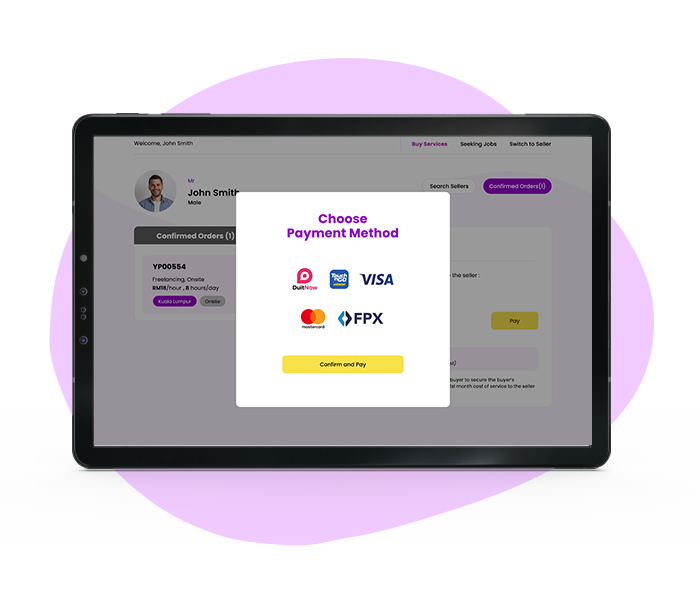 Welcome, John Smith
Buy Services
Seeking Jobs
Switch to Seller
Mr
John Smith
Male
Search Sellers
Confirmed Orders(1)
Confirmed Orders (1)
YP00554
Freelancing, Onsite
RM18/hour , 8 hours/day
Kuala Lumpur
Onsite
Choose
Payment Method
DuitNow
Touch
'n GO
eWallet
VISA
mastercard
FPX
Confirm and Pay
the seller :
Pay
buyer to secure the buyer's
month cost of service to the seller